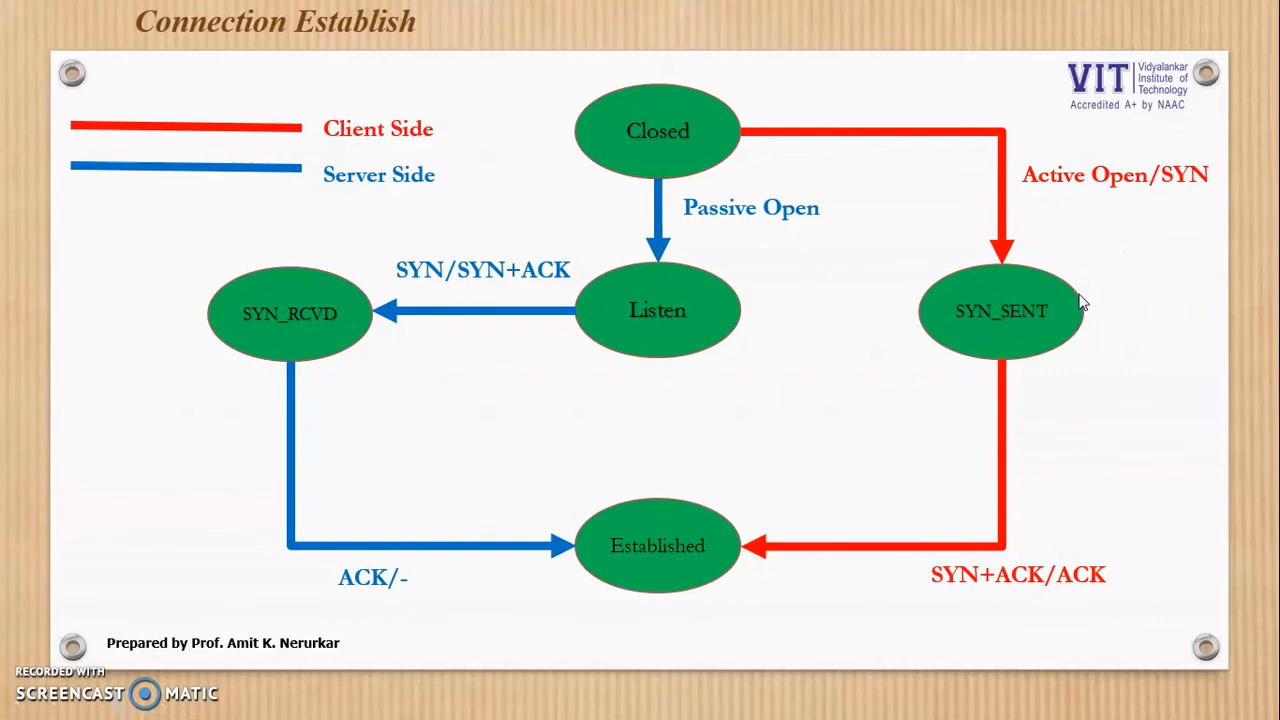 Connection Establish
VIT
Vidyalankar
Institute of
Technology
Accredited A+ by NAAC
Client Side
Server Side
Closed
Active Open/SYN
Passive Open
SYN/SYN+ACK
SYN_RCVD
Listen
SYN_SENT
Established
ACK/-
SYN+ACK/ACK
Prepared by Prof. Amit K. Nerurkar
RECORDED WITH
SCREENCAST MATIC